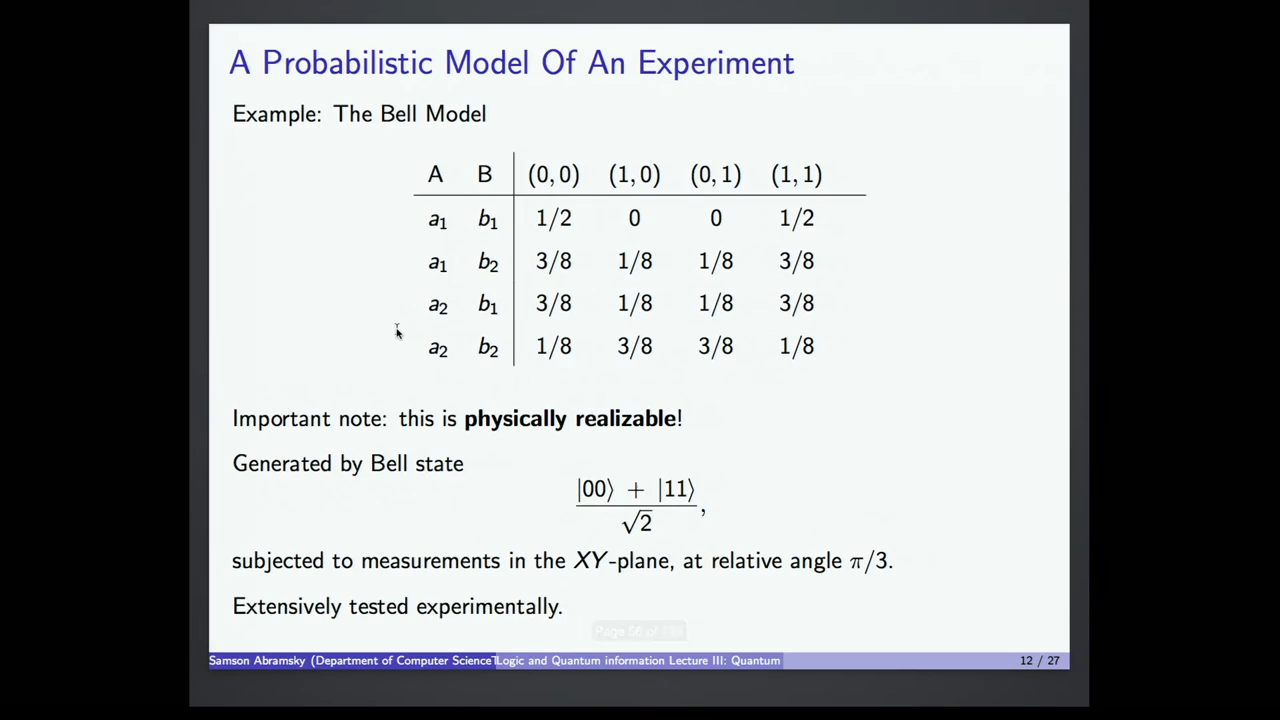 A Probabilistic Model Of An Experiment
Example: The Bell Model
A B (0, 0) (1, 0) (0, 1) (1, 1)
a₁ b₁ 1/2 0 0 1/2
a₁ b₂ 3/8 1/8 1/8 3/8
a₂ b₁ 3/8 1/8 1/8 3/8
a₂ b₂ 1/8 3/8 3/8 1/8
Important note: this is physically realizable!
Generated by Bell state
|00⟩ + |11⟩
√2 ,
subjected to measurements in the XY-plane, at relative angle π/3.
Extensively tested experimentally.
Page 56 of
Samson Abramsky (Department of Computer Science Logic and Quantum information Lecture III: Quantum 12 / 27